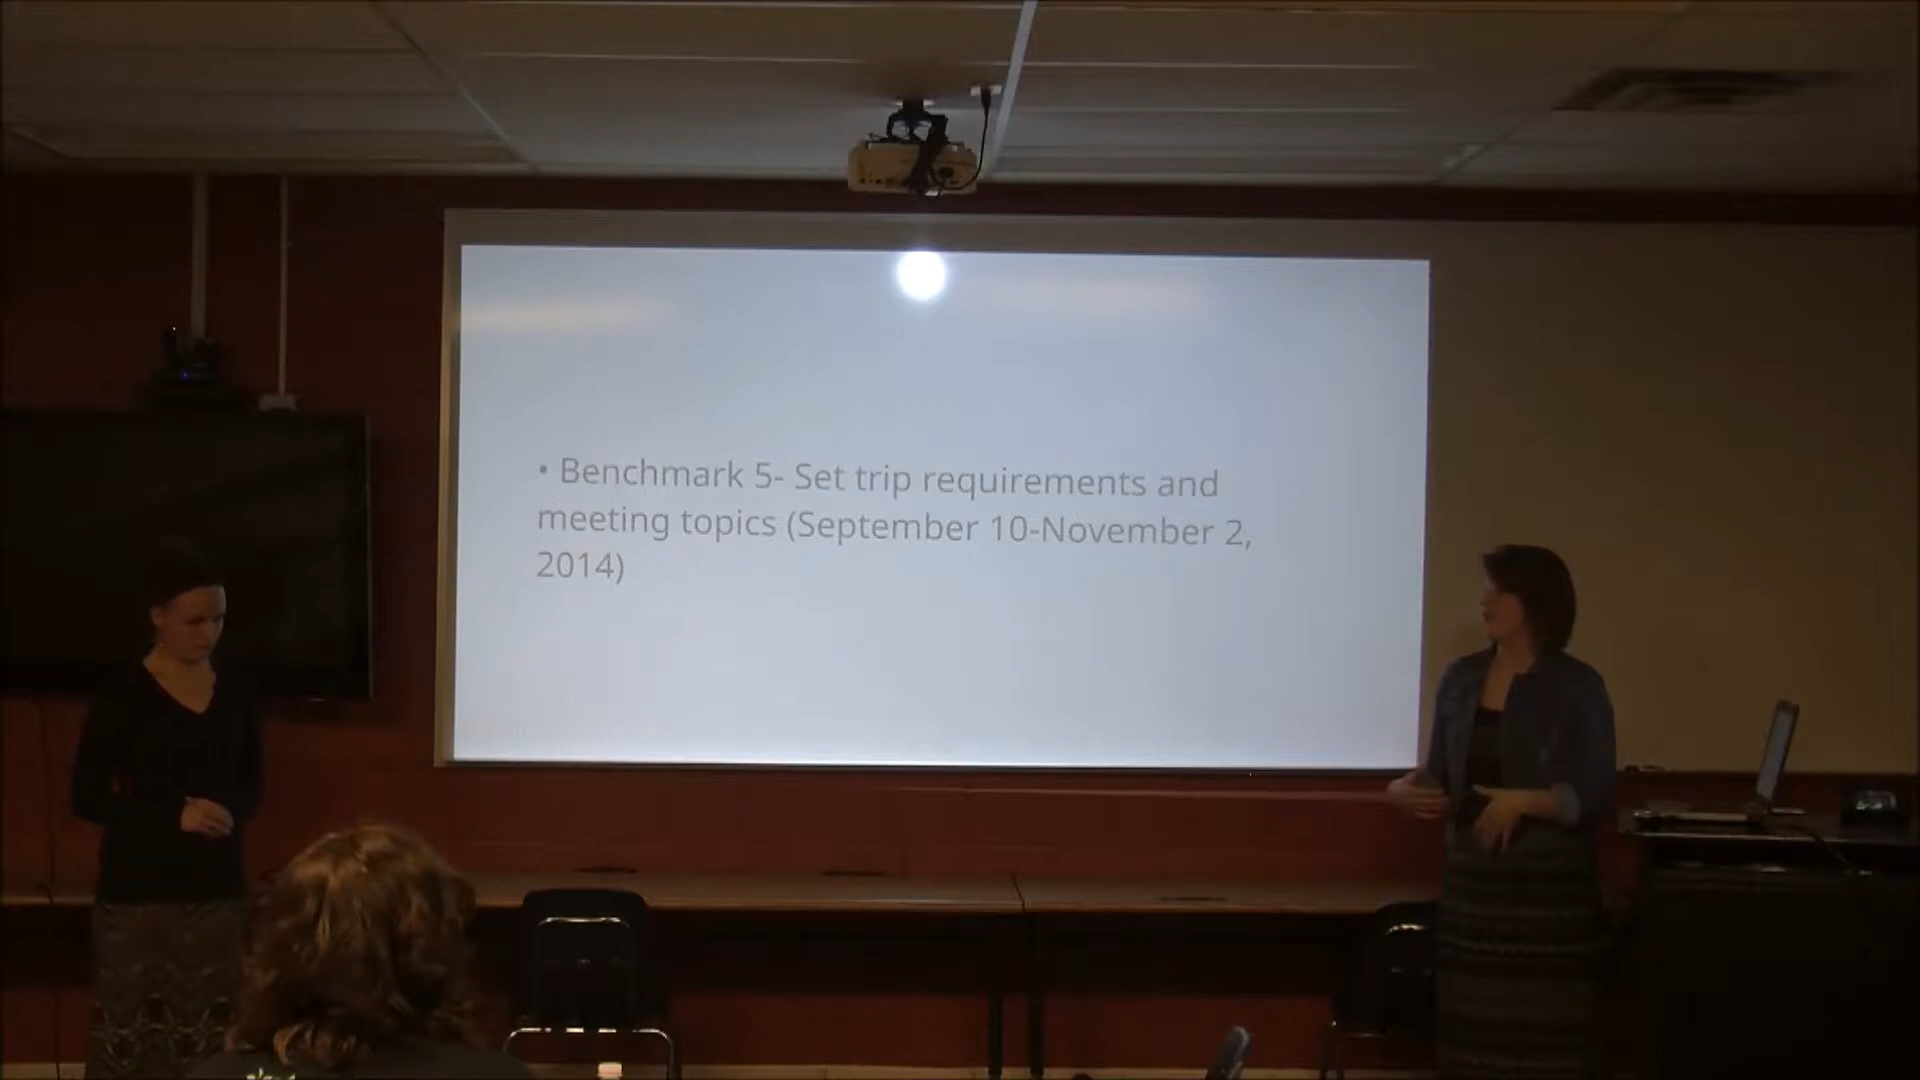 • Benchmark 5- Set trip requirements and
meeting topics (September 10-November 2,
2014)